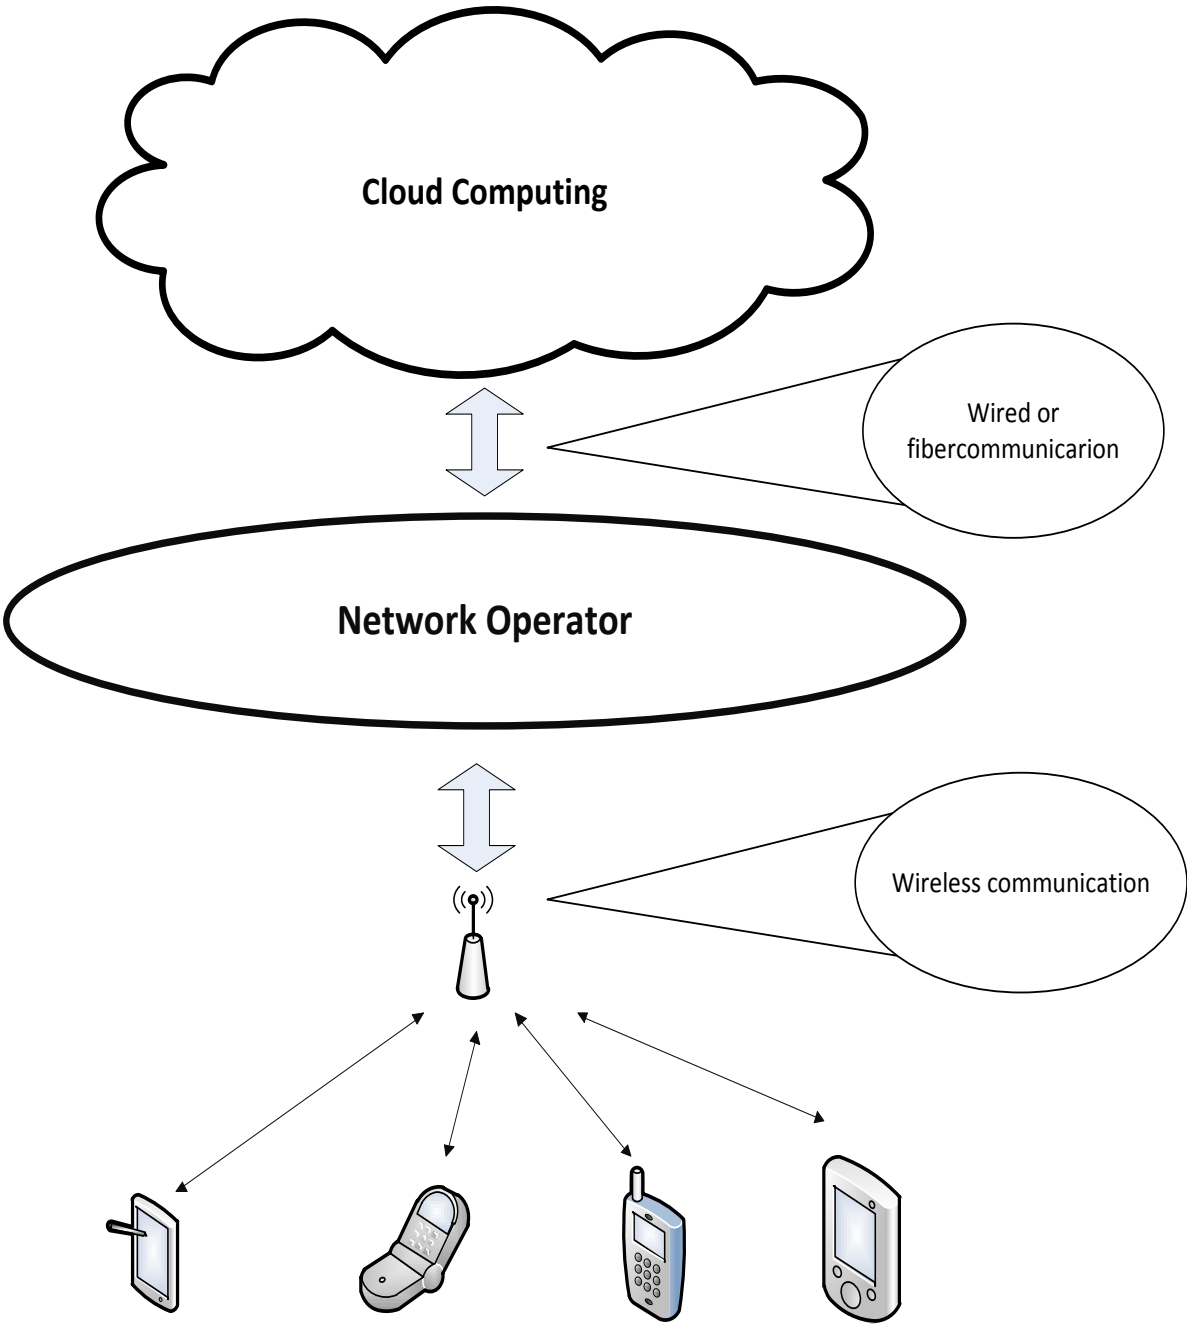 Cloud Computing
Wired or
fibercommunicarion
Network Operator
Wireless communication